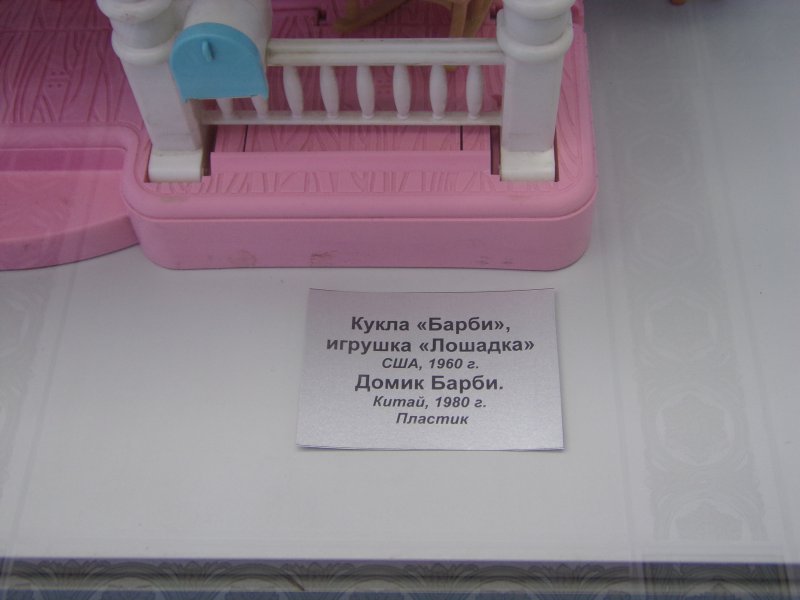 Кукла «Барби»,
игрушка «Лошадка»
США, 1960 г.
Домик Барби.
Китай, 1980 г.
Пластик